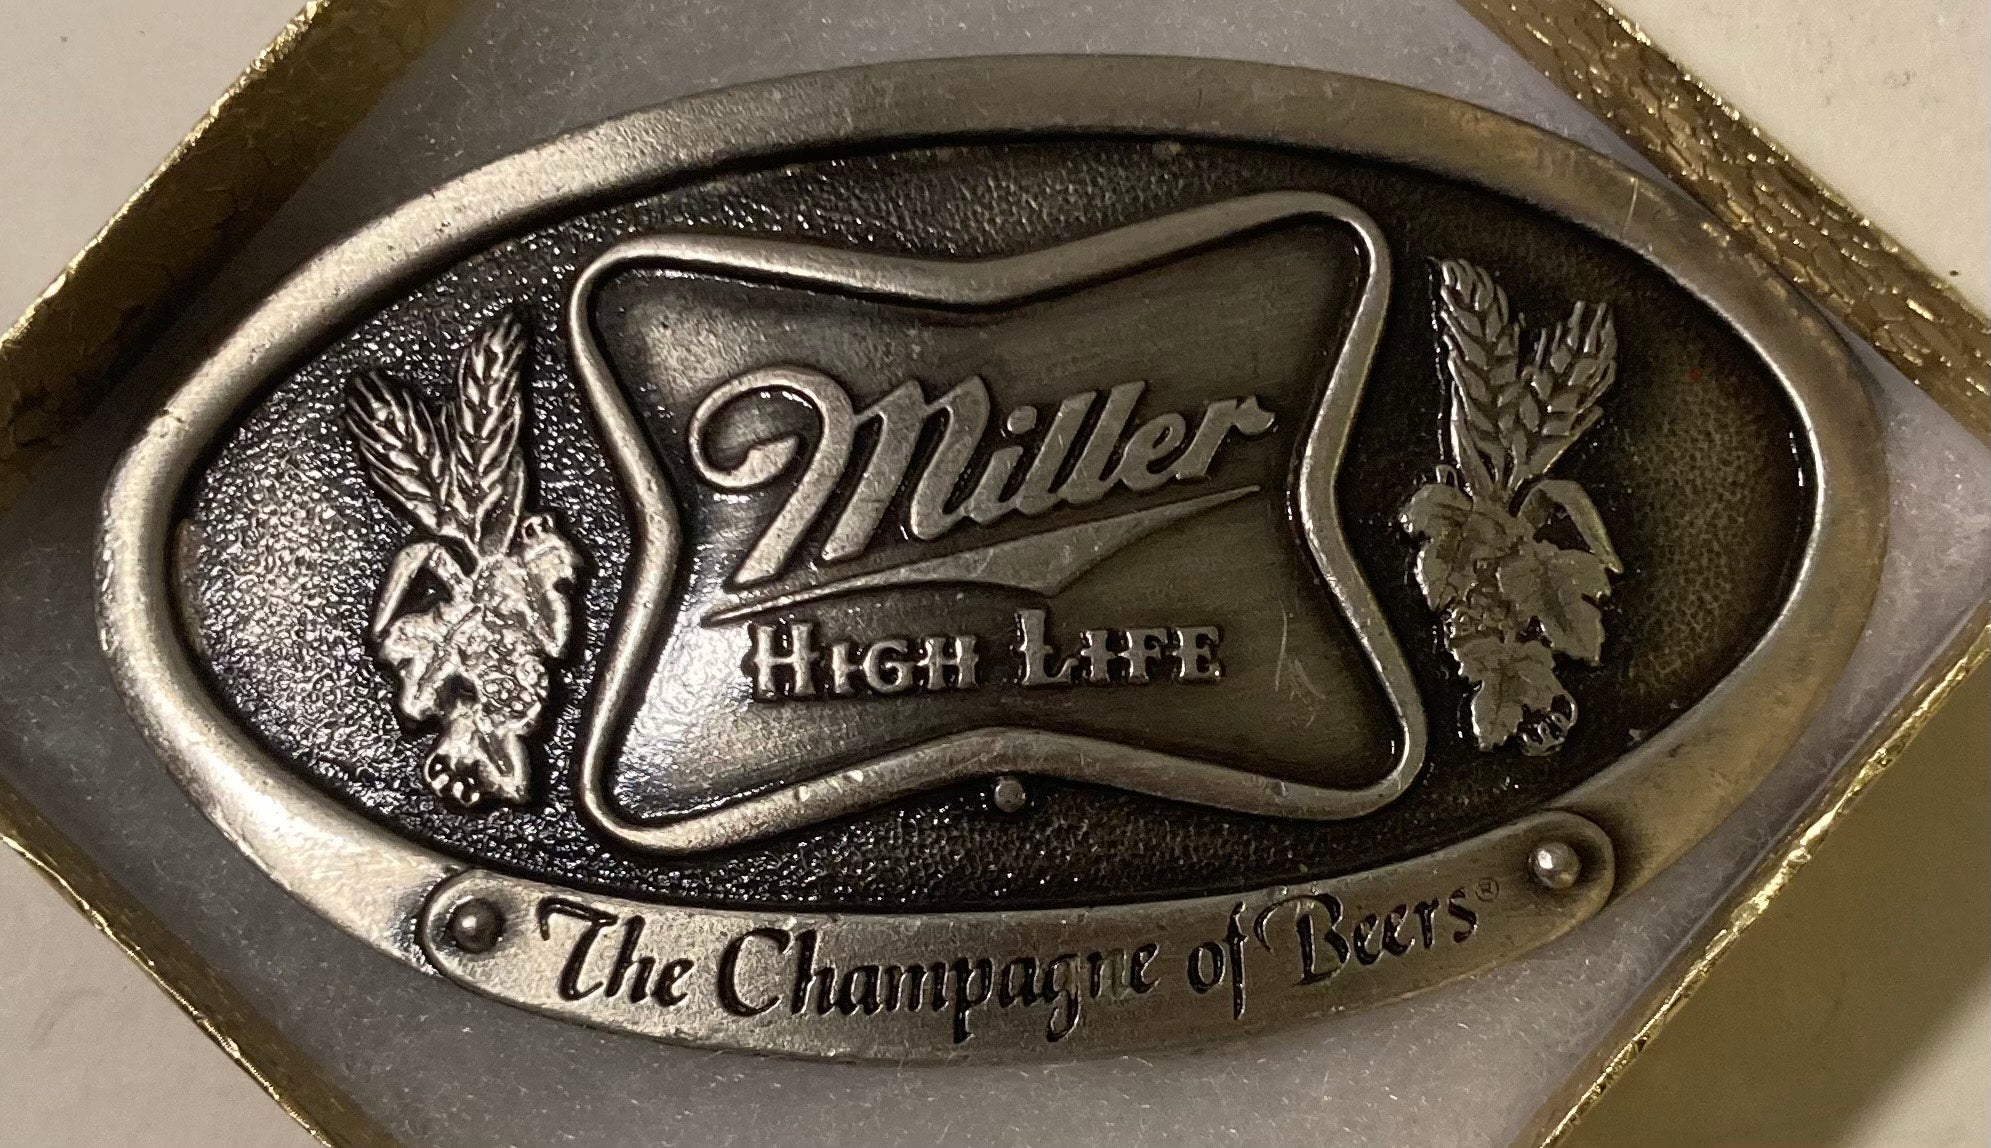 Miller
HIGH LIFE
The Champagne of Beers®